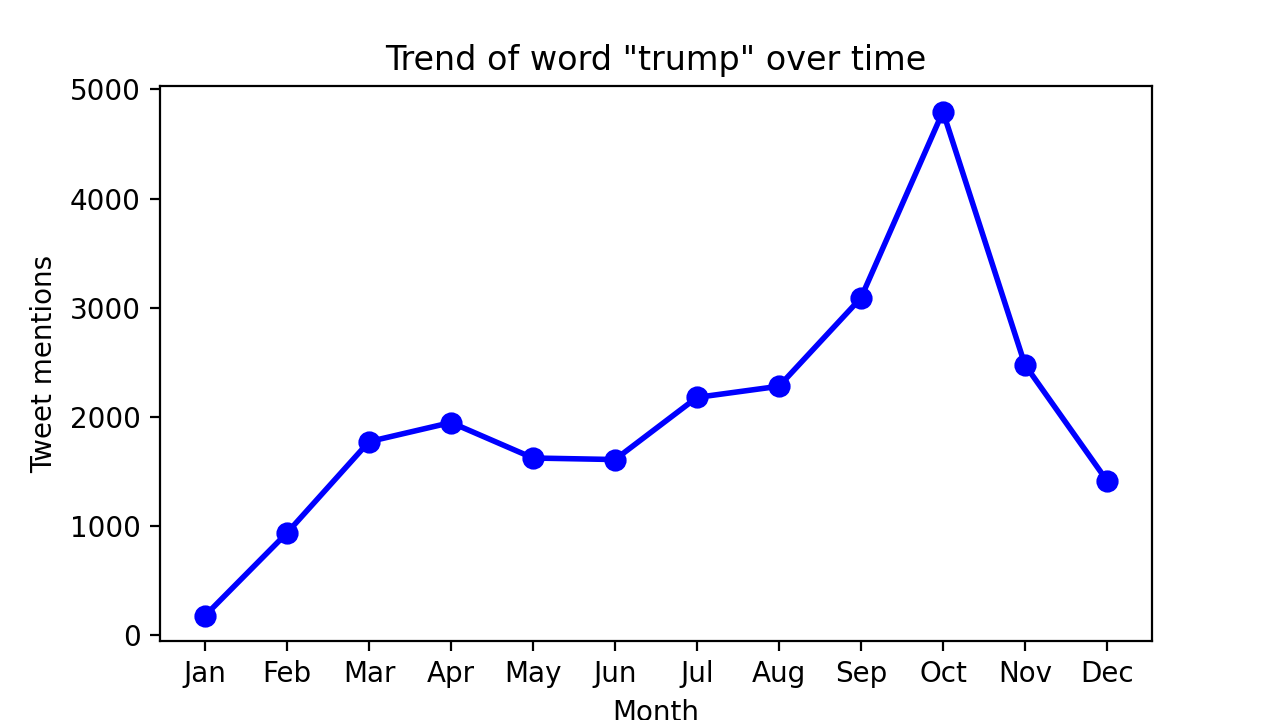 Trend of word "trump" over time
Tweet mentions
5000
4000
3000
2000
1000
0
Jan Feb Mar Apr May Jun Jul Aug Sep Oct Nov Dec
Month